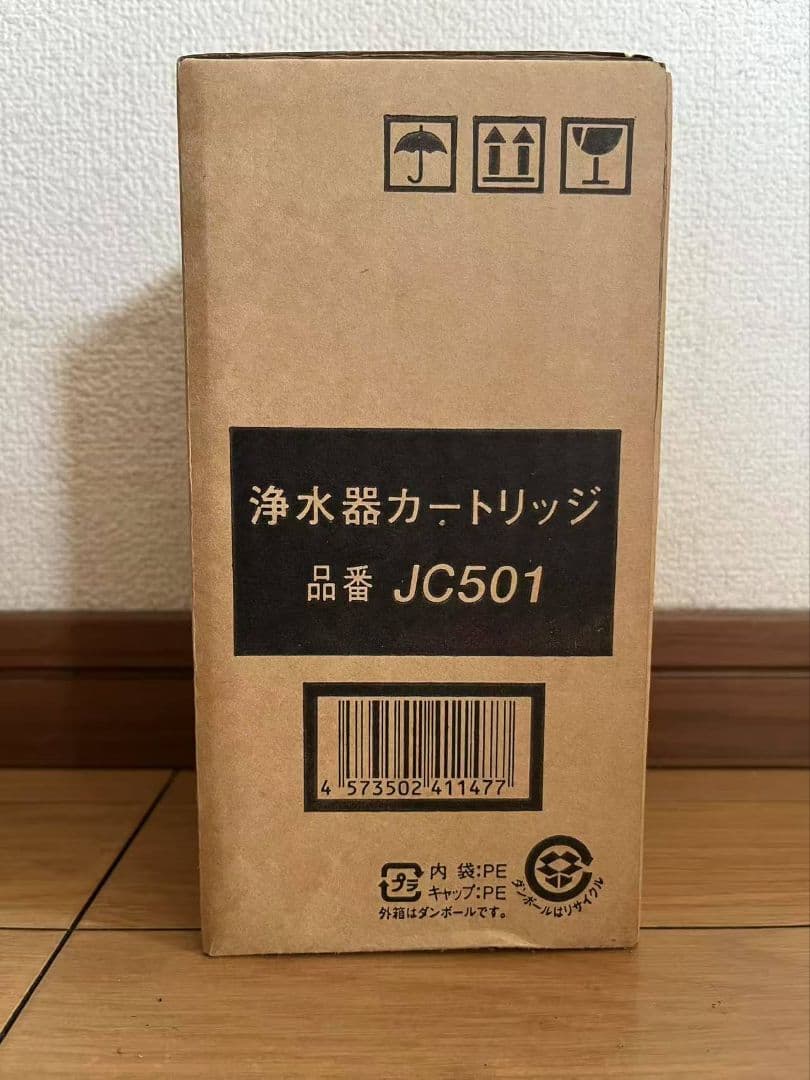 浄水器カートリッジ
品番 JC501
4 573502 411477
プラ
内 袋:PE
キャップ:PE
外箱はダンボールです。
ダンボールはリサイクル